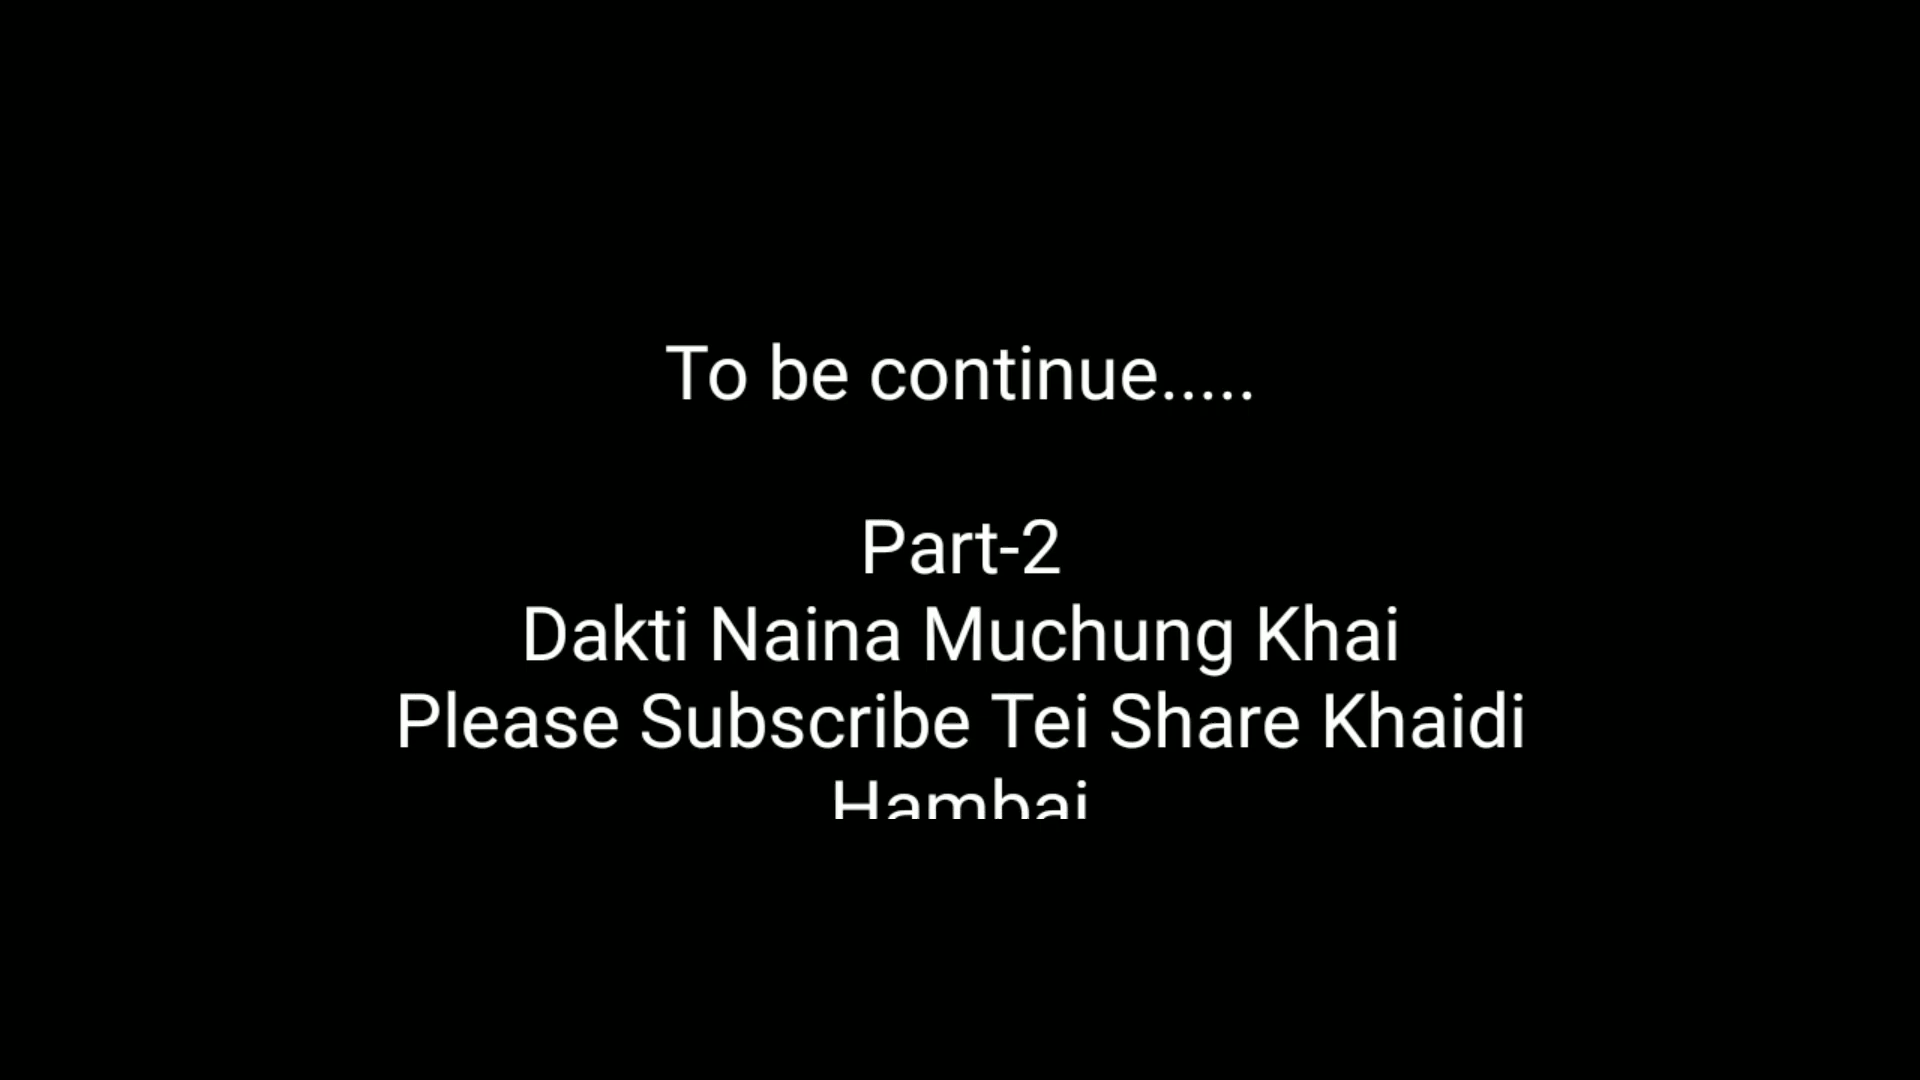 To be continue.....
Part-2
Dakti Naina Muchung Khai
Please Subscribe Tei Share Khaidi
Hambai